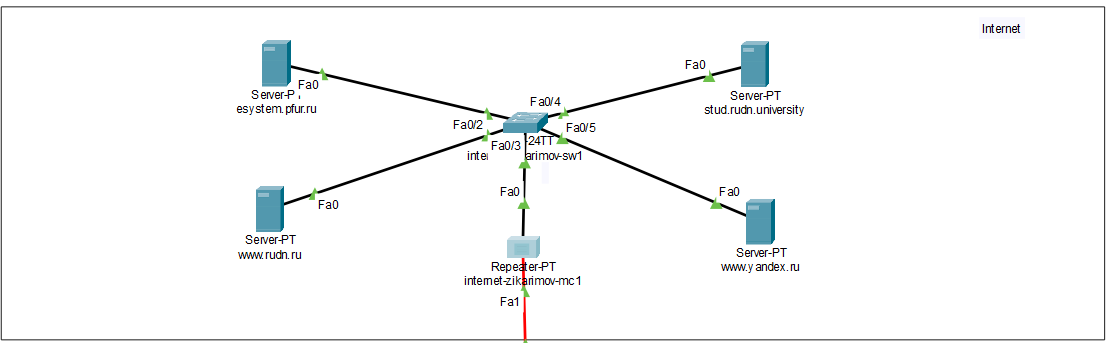 Internet
Fa0
Server-P
esystem.pfur.ru
Fa0
Server-PT
stud.rudn.university
Fa0/4
Fa0/2
Fa0/5
24TT
Fa0/3
arimov-sw1
Fa0
Server-PT
www.rudn.ru
Fa0
Fa0
Server-PT
www.yandex.ru
Repeater-PT
internet-zikarimov-mc1
Fa1